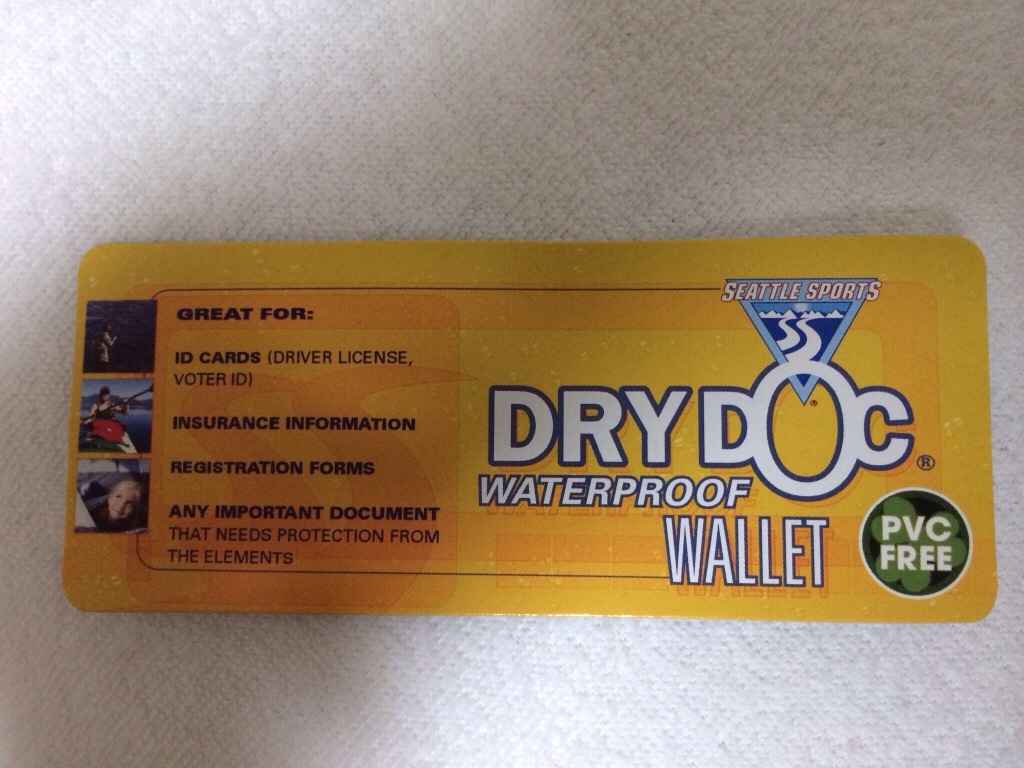 GREAT FOR:
ID CARDS (DRIVER LICENSE,
VOTER ID)
INSURANCE INFORMATION
REGISTRATION FORMS
ANY IMPORTANT DOCUMENT
THAT NEEDS PROTECTION FROM
THE ELEMENTS
SEATTLE SPORTS
DRY DOC®
WATERPROOF
WALLET
PVC
FREE